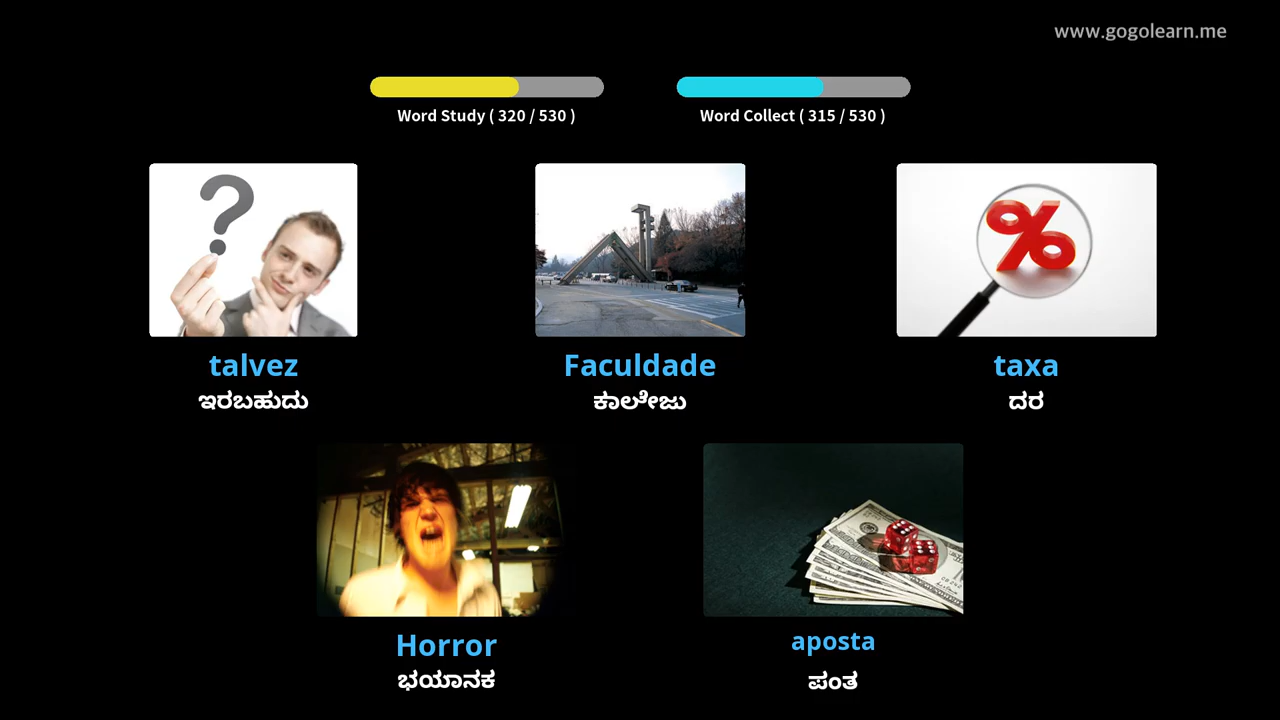 www.gogolearn.me
Word Study ( 320 / 530 )
Word Collect ( 315 / 530 )
talvez
ಇರಬಹುದು
Faculdade
ಕಾಲೇಜು
taxa
ದರ
Horror
ಭಯಾನಕ
aposta
ಪಂತ